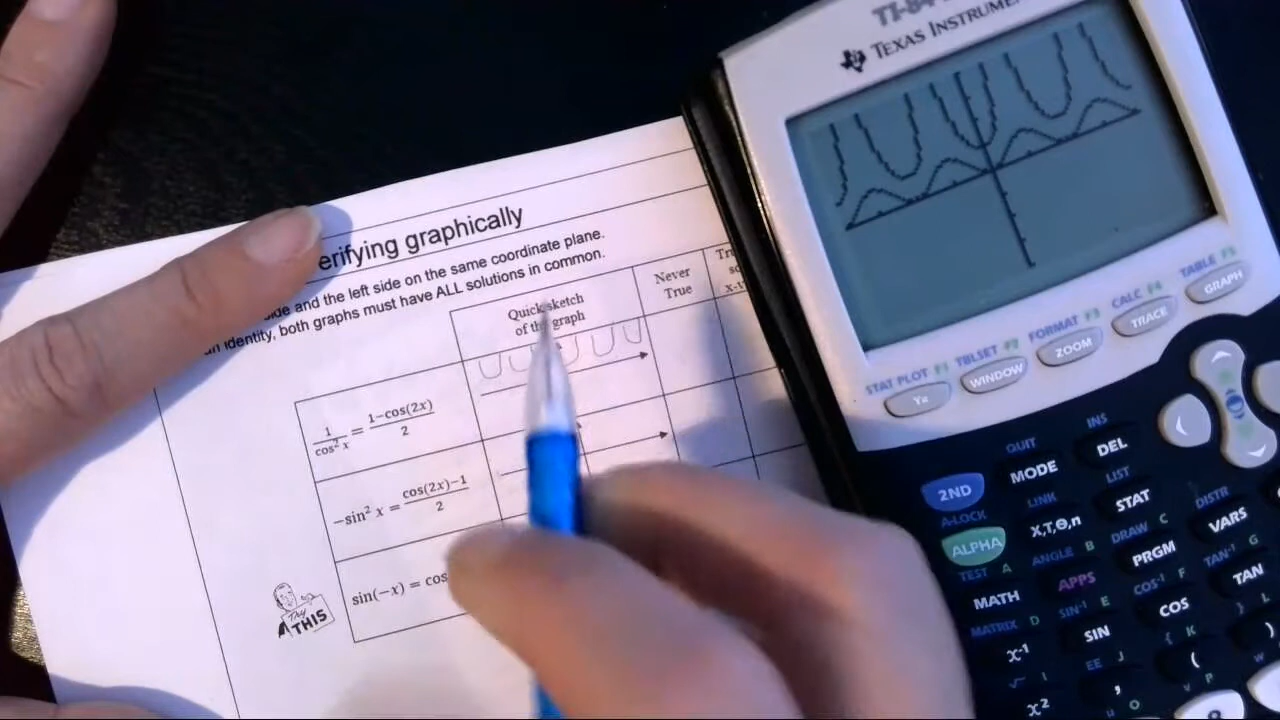 TEXAS INSTRUMEN
erifying graphically
ide and the left side on the same coordinate plane.
an identity, both graphs must have ALL solutions in common.
Quick sketch
of the graph
Never
True
1/cos² x = 1−cos(2x)/2
−sin² x = cos(2x)−1/2
sin(−x) = cos
Try
THIS
STAT PLOT F1 TBLSET F2 FORMAT F3 CALC F4 TABLE F5
Y= WINDOW ZOOM TRACE GRAPH
QUIT INS
2ND MODE DEL
A-LOCK LINK LIST
ALPHA X,T,Θ,n STAT
TEST A ANGLE B DRAW C DISTR
MATH APPS PRGM VARS
MATRIX D SIN⁻¹ E COS⁻¹ F TAN⁻¹ G
x⁻¹ SIN COS TAN
√ I EE J { K } L
x² , ( )